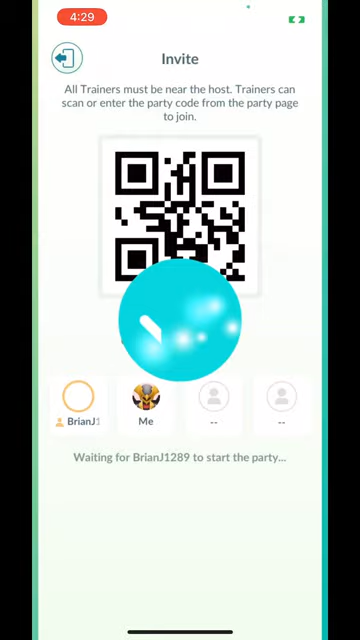 4:29
Invite
All Trainers must be near the host. Trainers can
scan or enter the party code from the party page
to join.
BrianJ1
Me
--
--
Waiting for BrianJ1289 to start the party...